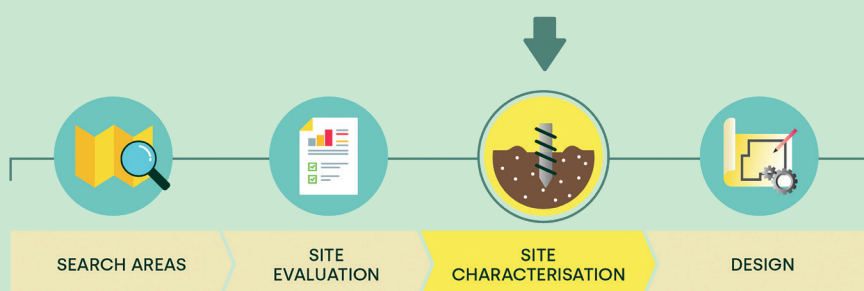 SEARCH AREAS
SITE
EVALUATION
SITE
CHARACTERISATION
DESIGN